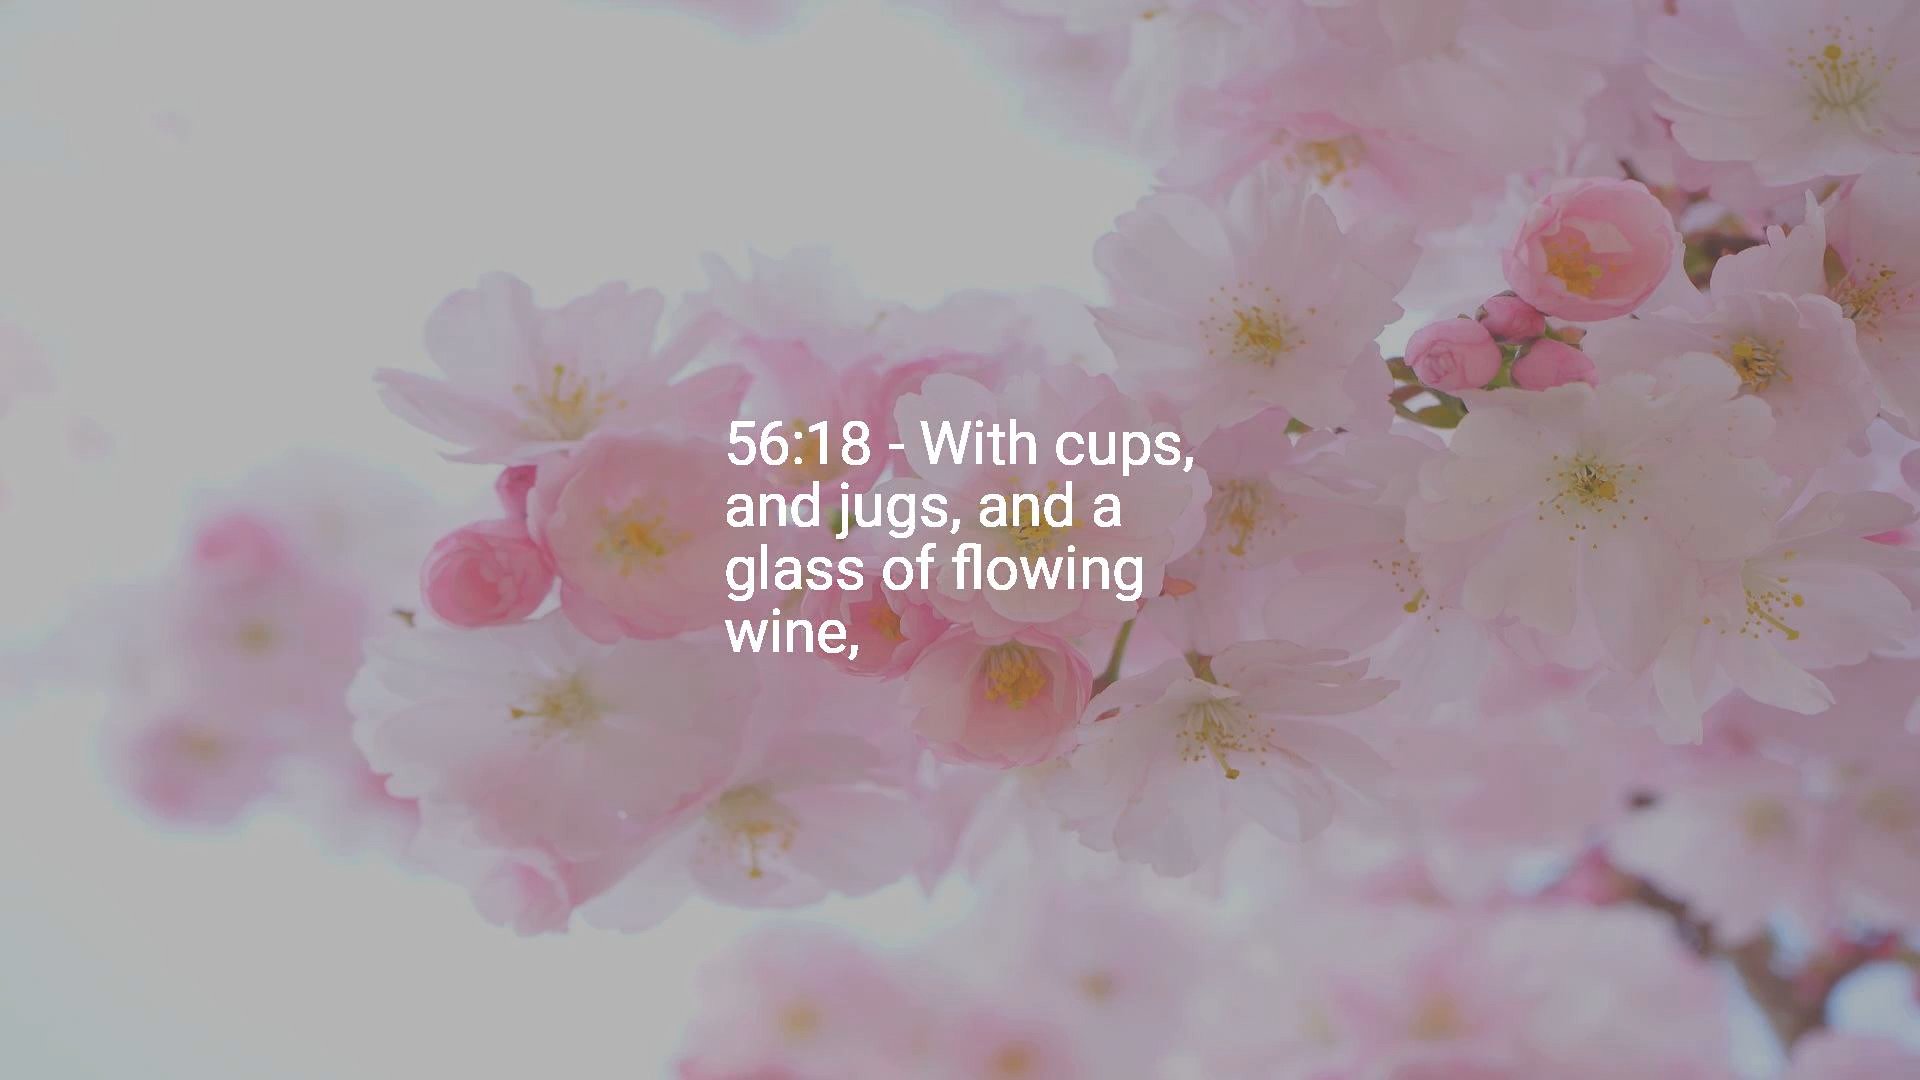 56:18 - With cups,
and jugs, and a
glass of flowing
wine,